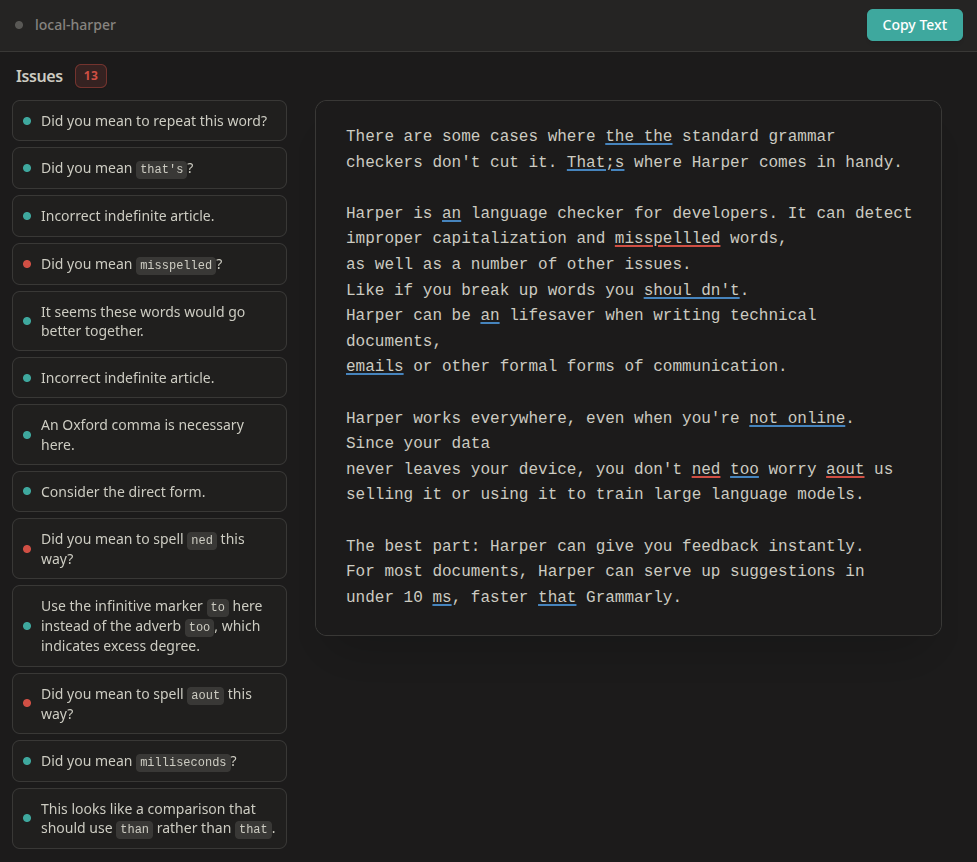 local-harper
Copy Text
Issues 13
Did you mean to repeat this word?
Did you mean that's?
Incorrect indefinite article.
Did you mean misspelled?
It seems these words would go
better together.
Incorrect indefinite article.
An Oxford comma is necessary
here.
Consider the direct form.
Did you mean to spell ned this
way?
Use the infinitive marker to here
instead of the adverb too, which
indicates excess degree.
Did you mean to spell aout this
way?
Did you mean milliseconds?
This looks like a comparison that
should use than rather than that.
There are some cases where the the standard grammar
checkers don't cut it. That;s where Harper comes in handy.
Harper is an language checker for developers. It can detect
improper capitalization and misspellled words,
as well as a number of other issues.
Like if you break up words you shoul dn't.
Harper can be an lifesaver when writing technical
documents,
emails or other formal forms of communication.
Harper works everywhere, even when you're not online.
Since your data
never leaves your device, you don't ned too worry aout us
selling it or using it to train large language models.
The best part: Harper can give you feedback instantly.
For most documents, Harper can serve up suggestions in
under 10 ms, faster that Grammarly.